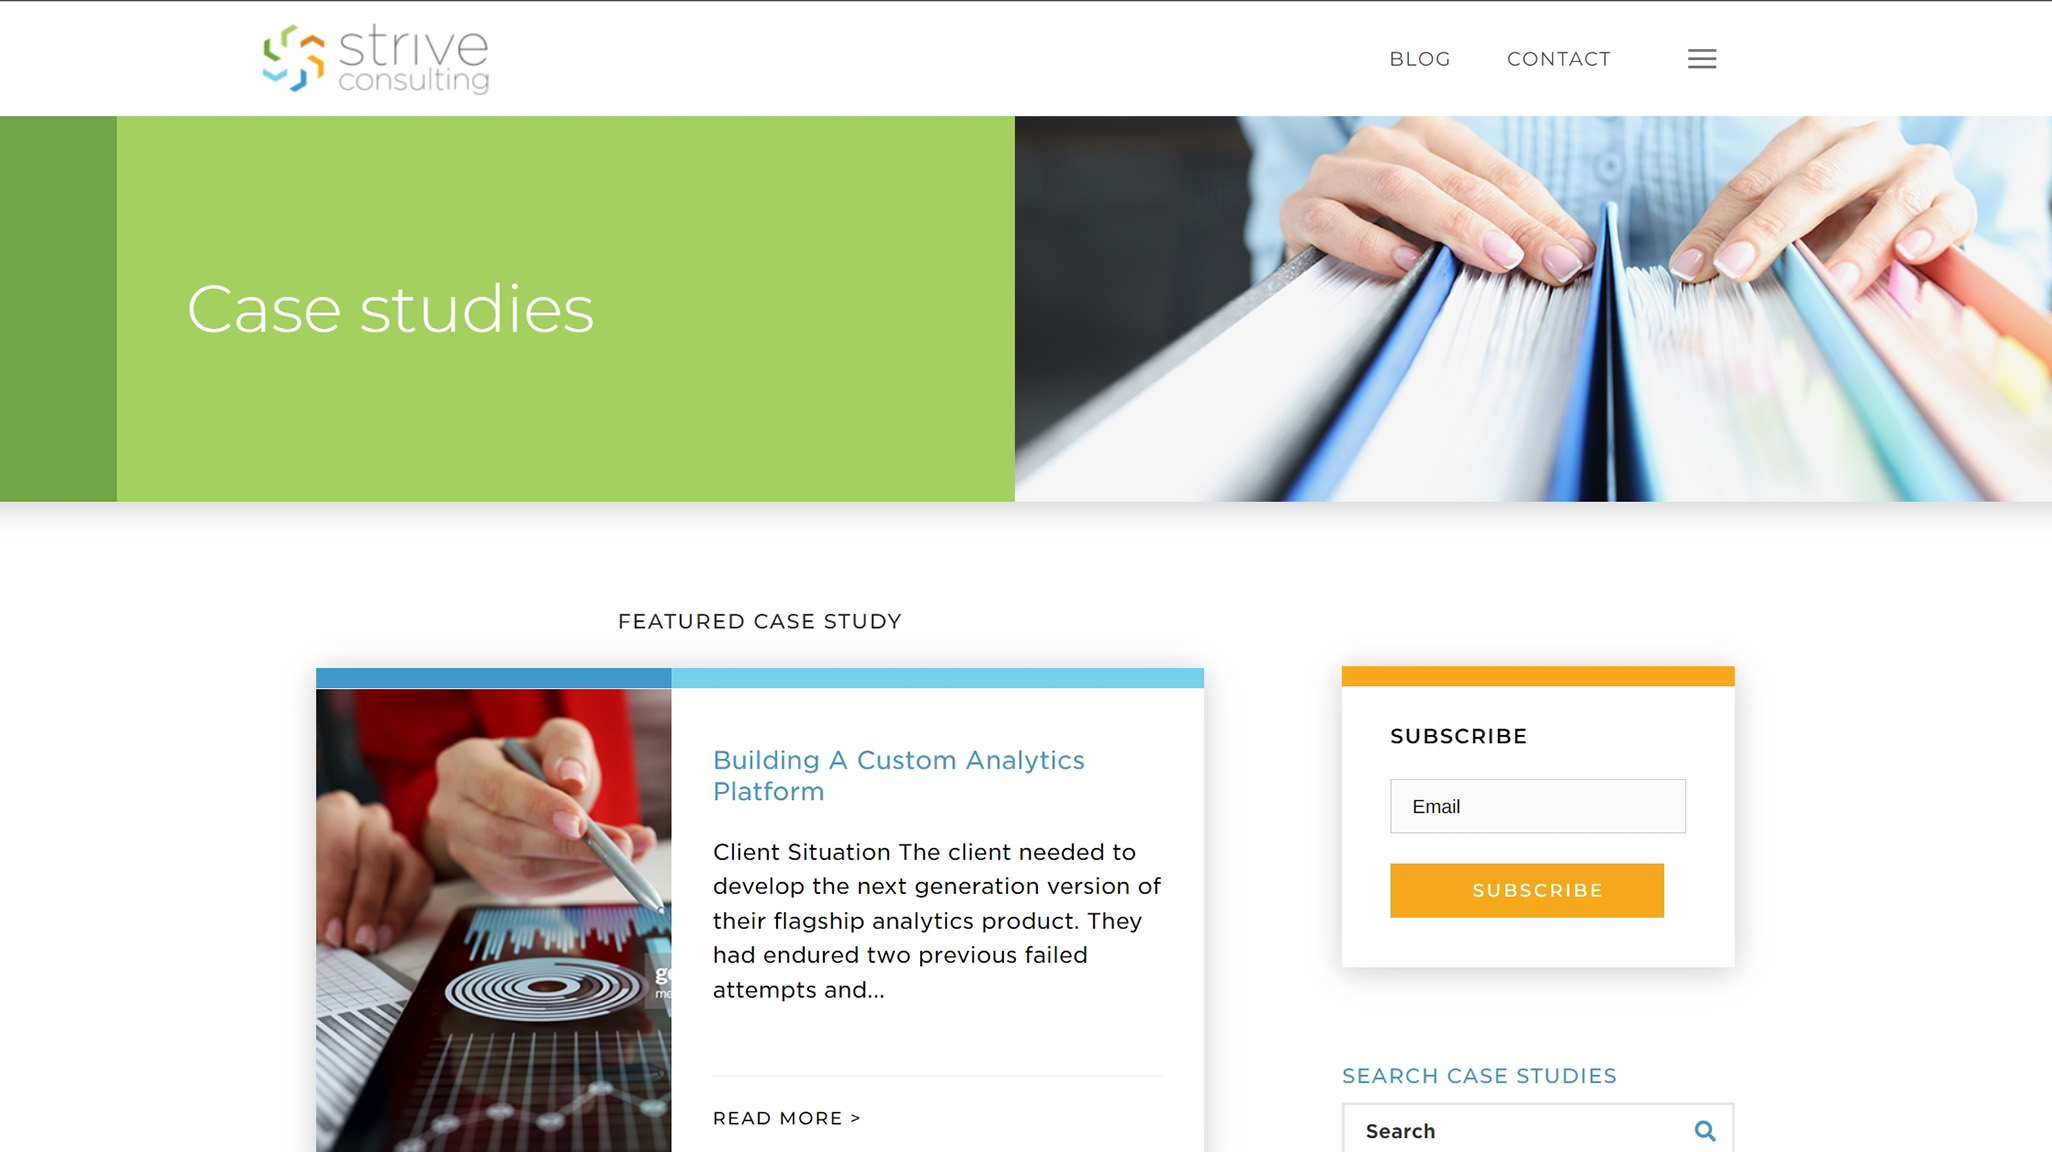 strive
consulting
BLOG
CONTACT
Case studies
FEATURED CASE STUDY
Building A Custom Analytics
Platform
Client Situation The client needed to
develop the next generation version of
their flagship analytics product. They
had endured two previous failed
attempts and...
READ MORE >
SUBSCRIBE
Email
SUBSCRIBE
SEARCH CASE STUDIES
Search